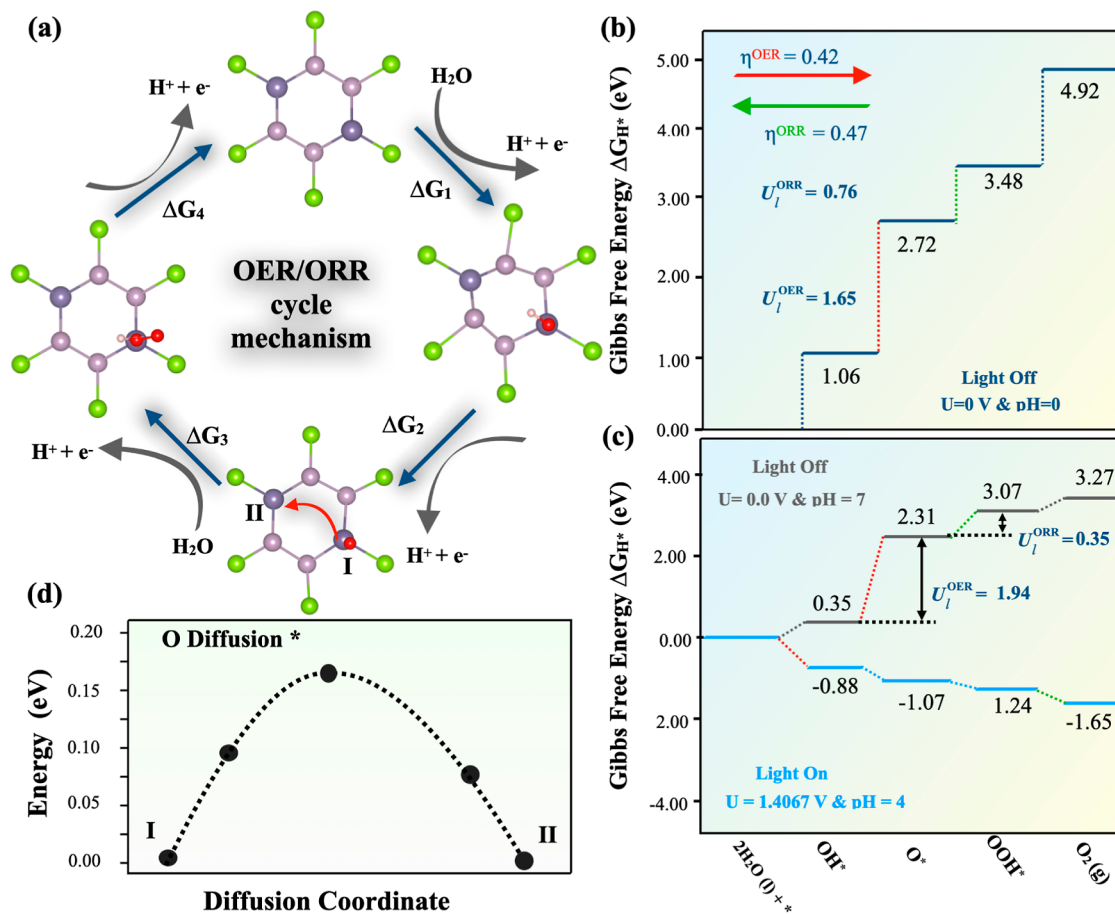 (a)
H⁺ + e⁻
H₂O
H⁺ + e⁻
ΔG₄
ΔG₁
OER/ORR
cycle
mechanism
ΔG₃
ΔG₂
H⁺ + e⁻
H₂O
II
I
H⁺ + e⁻
(b)
Gibbs Free Energy ΔG_H* (eV)
5.00
4.00
3.00
2.00
1.00
0.00
η^OER = 0.42
η^ORR = 0.47
U_l^ORR = 0.76
U_l^OER = 1.65
1.06
2.72
3.48
4.92
Light Off
U=0 V & pH=0
(c)
Gibbs Free Energy ΔG_H* (eV)
4.00
2.00
0.00
2.00
-4.00
Light Off
U= 0.0 V & pH = 7
0.35
2.31
3.07
3.27
U_l^ORR = 0.35
U_l^OER = 1.94
-0.88
-1.07
1.24
-1.65
Light On
U = 1.4067 V & pH = 4
2H₂O (l) + *
OH*
O*
OOH*
O₂ (g)
(d)
O Diffusion *
Energy (eV)
0.20
0.15
0.10
0.05
0.00
I
II
Diffusion Coordinate